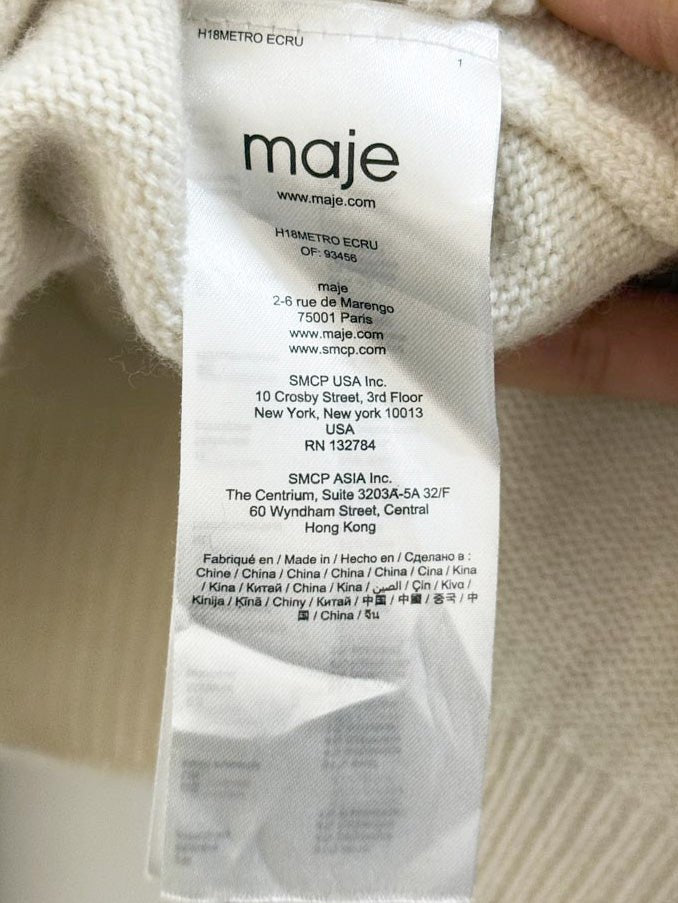 H18METRO ECRU
1
maje
www.maje.com
H18METRO ECRU
OF: 93456
maje
2-6 rue de Marengo
75001 Paris
www.maje.com
www.smcp.com
SMCP USA Inc.
10 Crosby Street, 3rd Floor
New York, New york 10013
USA
RN 132784
SMCP ASIA Inc.
The Centrium, Suite 3203A-5A 32/F
60 Wyndham Street, Central
Hong Kong
Fabriqué en / Made in / Hecho en / Сделано в :
Chine / China / China / China / China / Cina / Kina
/ Kina / Китай / China / Kina / الصين / Çin / Κίνα /
Kinija / Ķīnā / Chiny / Китай / 中国 / 中國 / 중국 / 中
国 / China / จีน